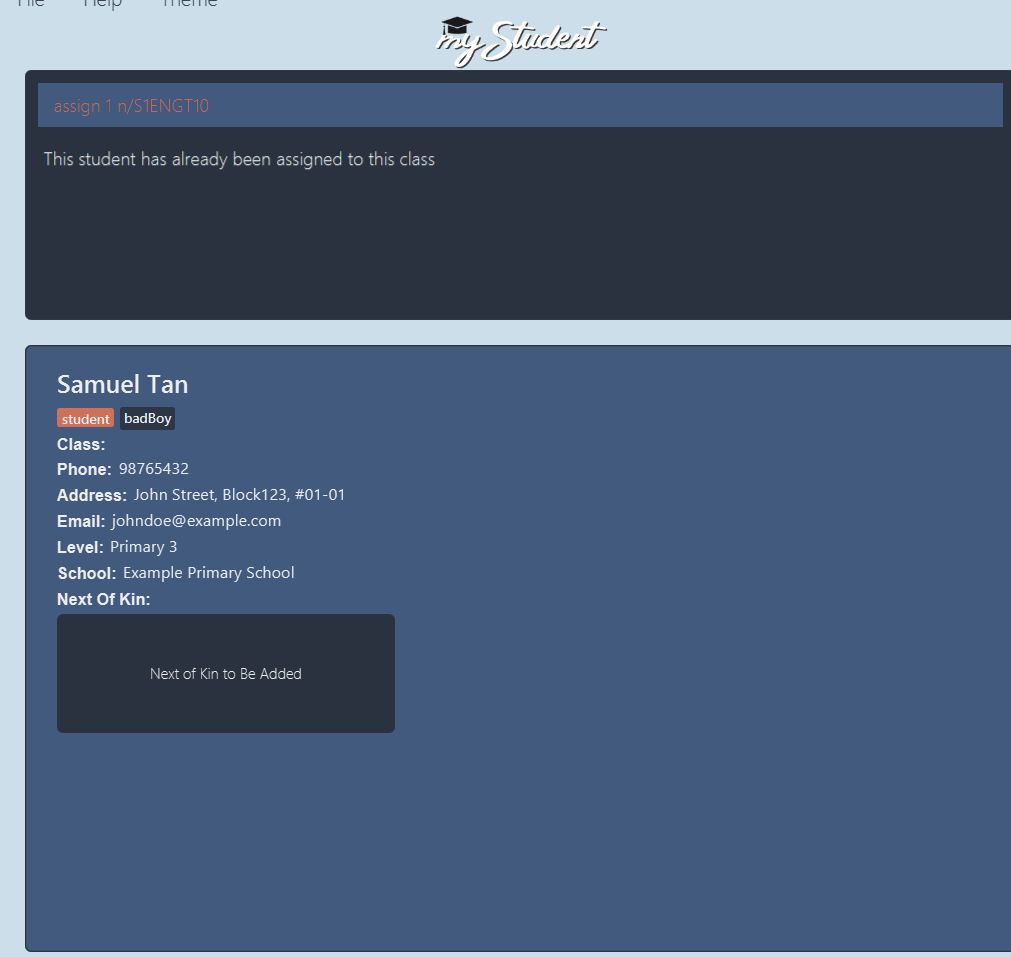 File Help Theme
myStudent
assign 1 n/S1ENGT10
This student has already been assigned to this class
Samuel Tan
student badBoy
Class:
Phone: 98765432
Address: John Street, Block123, #01-01
Email: johndoe@example.com
Level: Primary 3
School: Example Primary School
Next Of Kin:
Next of Kin to Be Added